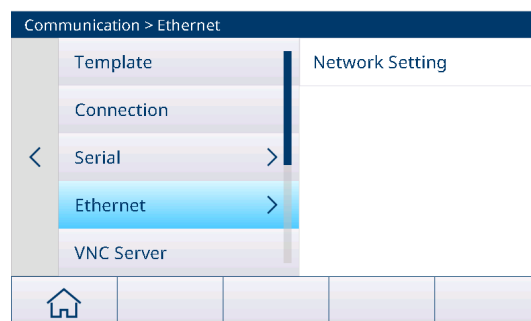 Communication > Ethernet
Template
Network Setting
Connection
Serial
Ethernet
VNC Server